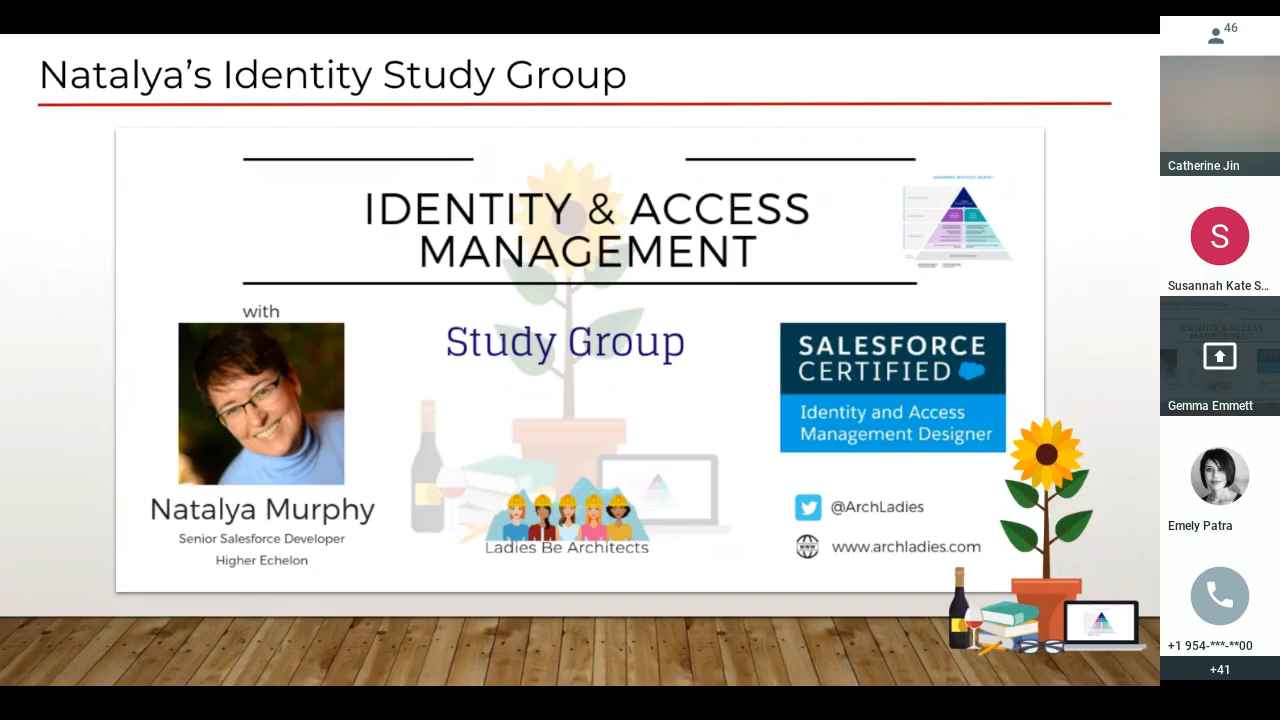 Natalya's Identity Study Group
IDENTITY & ACCESS
MANAGEMENT
with
Study Group
SALESFORCE
CERTIFIED
Identity and Access
Management Designer
Natalya Murphy
Senior Salesforce Developer
Higher Echelon
Ladies Be Architects
@ArchLadies
WWW
www.archladies.com
46
Catherine Jin
S
Susannah Kate S...
Gemma Emmett
Emely Patra
+1 954-***-**00
+41